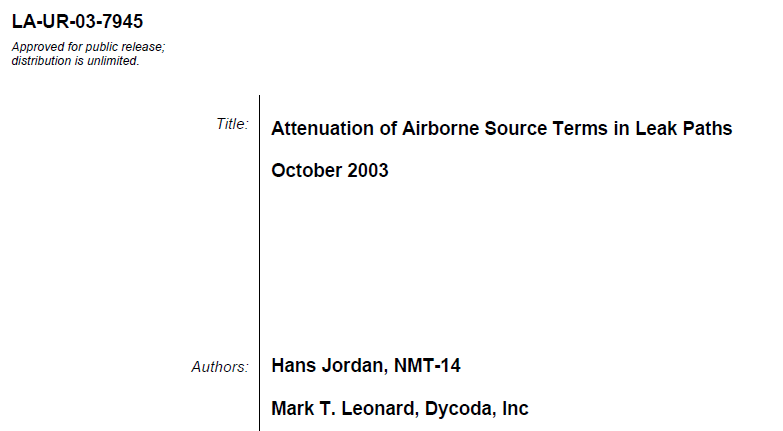 LA-UR-03-7945
Approved for public release;
distribution is unlimited.
Title:
Attenuation of Airborne Source Terms in Leak Paths
October 2003
Authors:
Hans Jordan, NMT-14
Mark T. Leonard, Dycoda, Inc